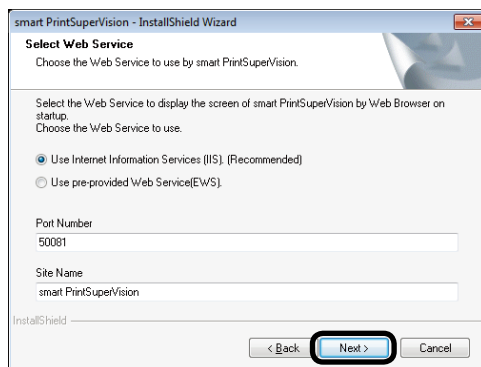 smart PrintSuperVision - InstallShield Wizard
Select Web Service
Choose the Web Service to use by smart PrintSuperVision.
Select the Web Service to display the screen of smart PrintSuperVision by Web Browser on
startup.
Choose the Web Service to use.
Use Internet Information Services (IIS). (Recommended)
Use pre-provided Web Service(EWS).
Port Number
50081
Site Name
smart PrintSuperVision
InstallShield
< Back
Next >
Cancel